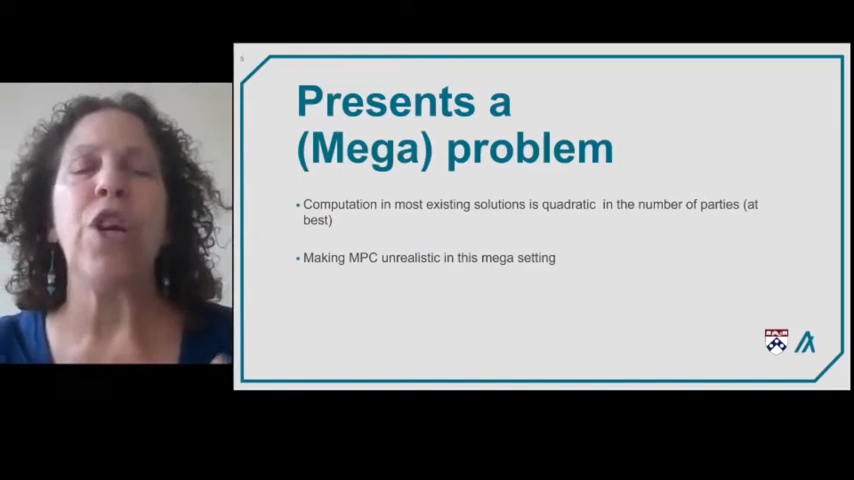 5
Presents a
(Mega) problem
▪ Computation in most existing solutions is quadratic in the number of parties (at
best)
▪ Making MPC unrealistic in this mega setting